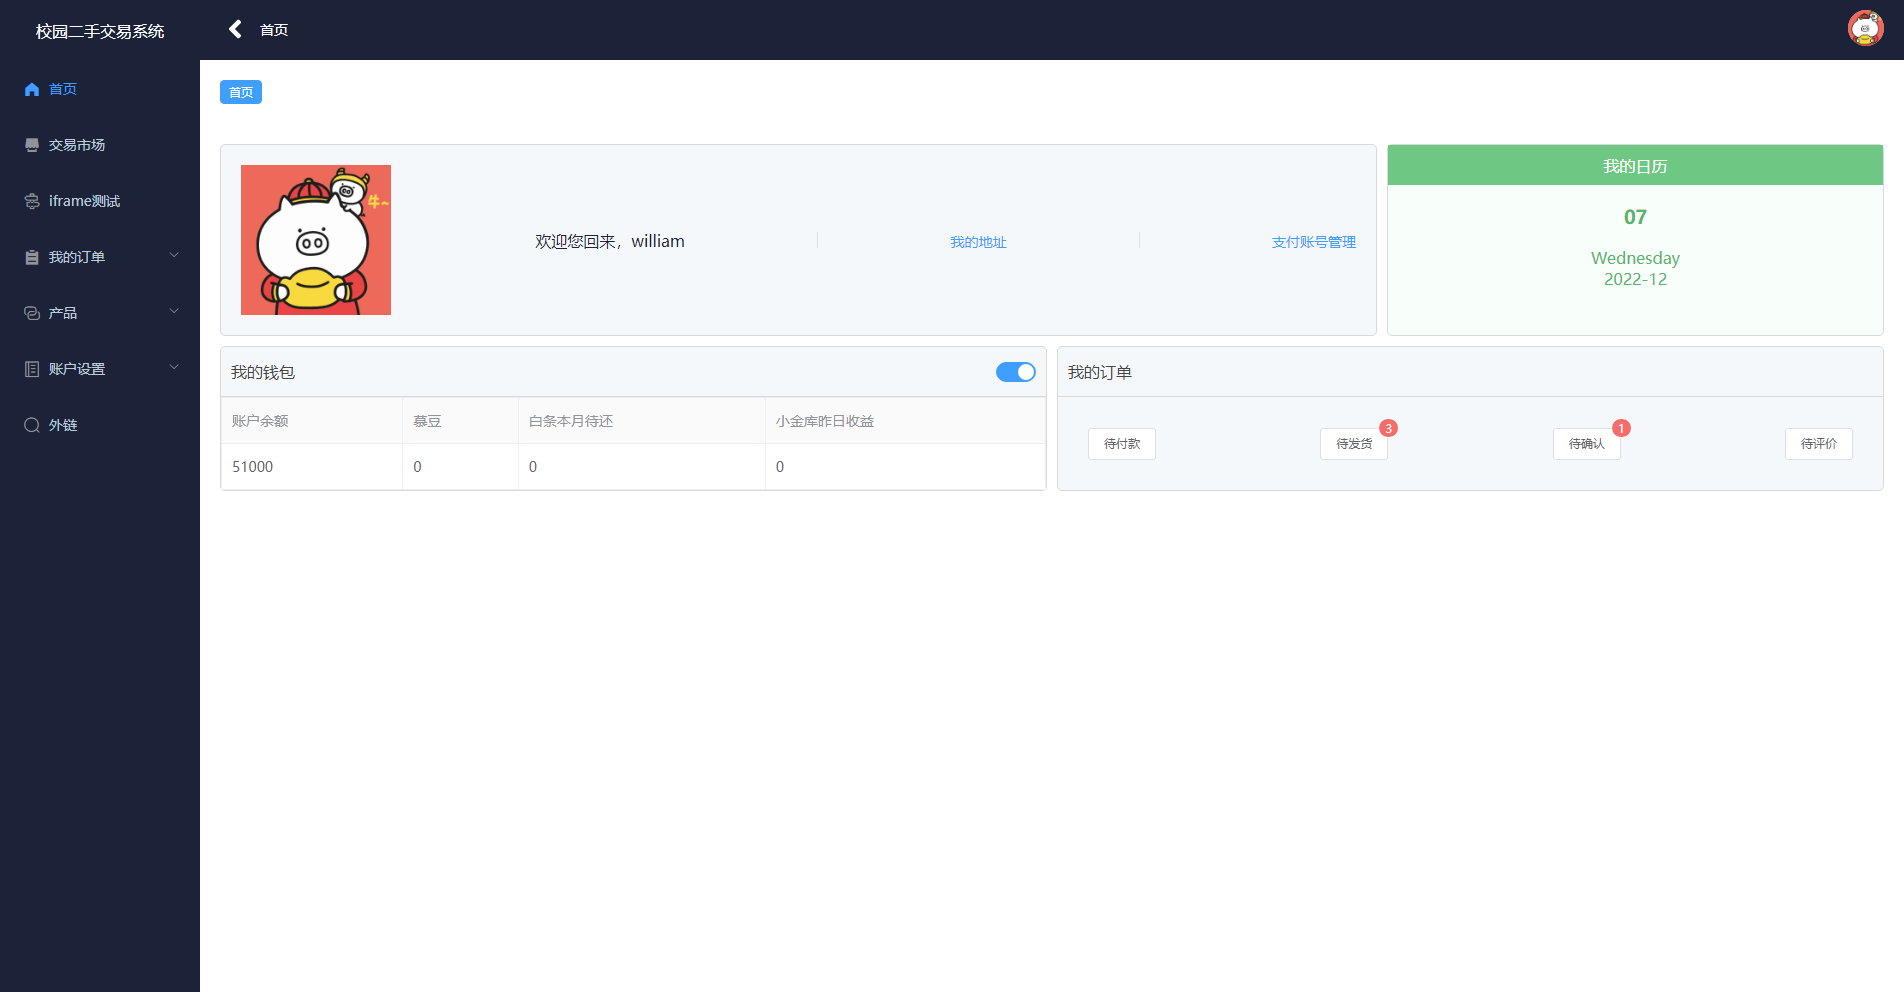 校园二手交易系统
首页
首页
交易市场
iframe测试
我的订单
产品
账户设置
外链
首页
牛~
欢迎您回来，william
我的地址
支付账号管理
我的日历
07
Wednesday
2022-12
我的钱包
账户余额 慕豆 白条本月待还 小金库昨日收益
51000 0 0 0
我的订单
待付款
待发货 3
待确认 1
待评价